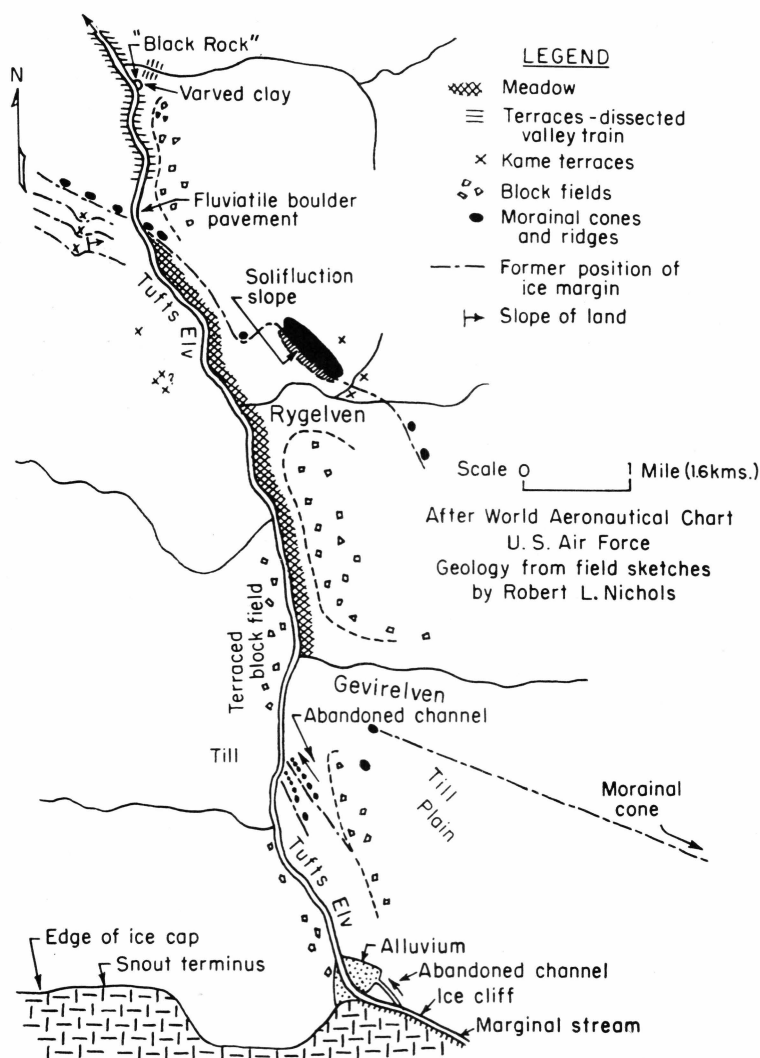 "Black Rock"
Varved clay
N
Fluviatile boulder
pavement
LEGEND
Meadow
Terraces - dissected
valley train
Kame terraces
Block fields
Morainal cones
and ridges
Former position of
ice margin
Slope of land
Solifluction
slope
Tufts Elv
?
Rygelven
Scale 0 1 Mile (1.6kms.)
After World Aeronautical Chart
U. S. Air Force
Geology from field sketches
by Robert L. Nichols
Terraced
block field
Gevirelven
Abandoned channel
Till
Till
Plain
Morainal
cone
Tufts Elv
Edge of ice cap
Snout terminus
Alluvium
Abandoned channel
Ice cliff
Marginal stream